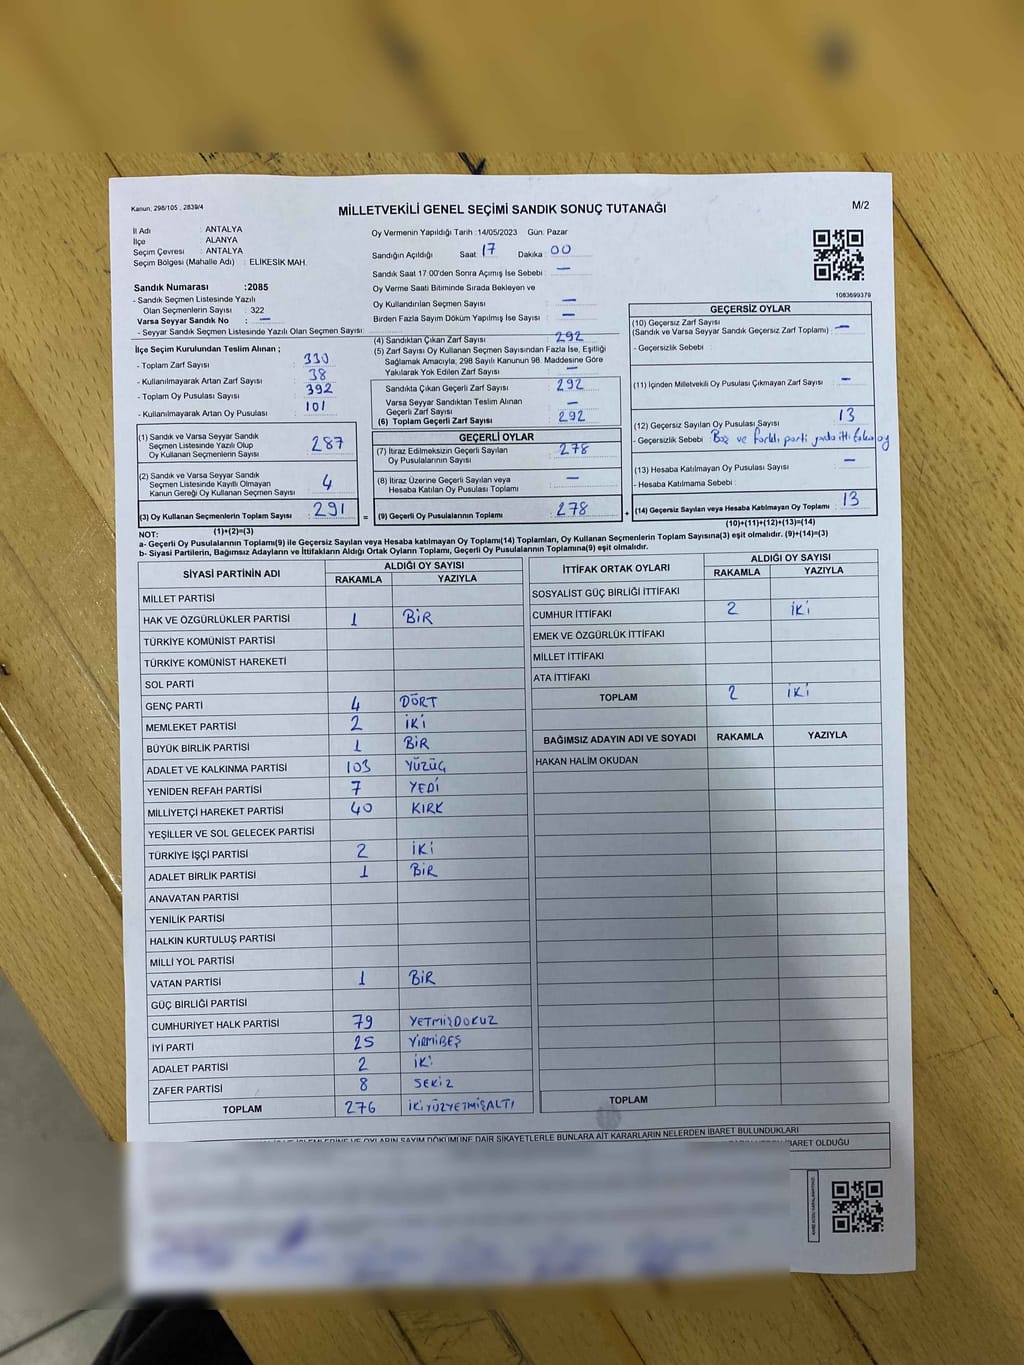 Kanun; 298/105 , 2839/4
MİLLETVEKİLİ GENEL SEÇİMİ SANDIK SONUÇ TUTANAĞI
M/2
İl Adı : ANTALYA
İlçe : ALANYA
Seçim Çevresi : ANTALYA
Seçim Bölgesi (Mahalle Adı) : ELİKESİK MAH.
Oy Vermenin Yapıldığı Tarih :14/05/2023 Gün: Pazar
Sandığın Açıldığı Saat : 17 Dakika : 00
Sandık Saat 17:00'den Sonra Açımış İse Sebebi : —
Oy Verme Saati Bitiminde Sırada Bekleyen ve
Oy Kullandırılan Seçmen Sayısı : —
Birden Fazla Sayım Döküm Yapılmış İse Sayısı : —
1083699379
Sandık Numarası :2085
- Sandık Seçmen Listesinde Yazılı
Olan Seçmenlerin Sayısı : 322
Varsa Seyyar Sandık No : —
- Seyyar Sandık Seçmen Listesinde Yazılı Olan Seçmen Sayısı:
İlçe Seçim Kurulundan Teslim Alınan ;
- Toplam Zarf Sayısı : 330
- Kullanılmayarak Artan Zarf Sayısı : 38
- Toplam Oy Pusulası Sayısı : 392
- Kullanılmayarak Artan Oy Pusulası : 101
(1) Sandık ve Varsa Seyyar Sandık
Seçmen Listesinde Yazılı Olup
Oy Kullanan Seçmenlerin Sayısı : 287
(2) Sandık ve Varsa Seyyar Sandık
Seçmen Listesinde Kayıtlı Olmayan
Kanun Gereği Oy Kullanan Seçmen Sayısı : 4
(3) Oy Kullanan Seçmenlerin Toplam Sayısı : 291
(1)+(2)=(3)
(4) Sandıktan Çıkan Zarf Sayısı : 292
(5) Zarf Sayısı Oy Kullanan Seçmen Sayısından Fazla İse, Eşitliği
Sağlamak Amacıyla; 298 Sayılı Kanunun 98. Maddesine Göre
Yakılarak Yok Edilen Zarf Sayısı : —
Sandıkta Çıkan Geçerli Zarf Sayısı : 292
Varsa Seyyar Sandıktan Teslim Alınan
Geçerli Zarf Sayısı : —
(6) Toplam Geçerli Zarf Sayısı : 292
GEÇERLİ OYLAR
(7) İtiraz Edilmeksizin Geçerli Sayılan
Oy Pusulalarının Sayısı : 278
(8) İtiraz Üzerine Geçerli Sayılan veya
Hesaba Katılan Oy Pusulası Toplamı : —
= (9) Geçerli Oy Pusulalarının Toplamı : 278 +
GEÇERSİZ OYLAR
(10) Geçersiz Zarf Sayısı
(Sandık ve Varsa Seyyar Sandık Geçersiz Zarf Toplamı) : —
- Geçersizlik Sebebi :
(11) İçinden Milletvekili Oy Pusulası Çıkmayan Zarf Sayısı : —
(12) Geçersiz Sayılan Oy Pusulası Sayısı : 13
- Geçersizlik Sebebi : Boş ve farklı parti yada ittifaka oy
(13) Hesaba Katılmayan Oy Pusulası Sayısı : —
- Hesaba Katılmama Sebebi :
(14) Geçersiz Sayılan veya Hesaba Katılmayan Oy Toplamı : 13
(10)+(11)+(12)+(13)=(14)
NOT:
a- Geçerli Oy Pusulalarının Toplamı(9) ile Geçersiz Sayılan veya Hesaba katılmayan Oy Toplamı(14) Toplamları, Oy Kullanan Seçmenlerin Toplam Sayısına(3) eşit olmalıdır. (9)+(14)=(3)
b- Siyasi Partilerin, Bağımsız Adayların ve İttifakların Aldığı Ortak Oyların Toplamı, Geçerli Oy Pusulalarının Toplamına(9) eşit olmalıdır.
SİYASİ PARTİNİN ADI ALDIĞI OY SAYISI
RAKAMLA YAZIYLA
MİLLET PARTİSİ
HAK VE ÖZGÜRLÜKLER PARTİSİ 1 BİR
TÜRKİYE KOMÜNİST PARTİSİ
TÜRKİYE KOMÜNİST HAREKETİ
SOL PARTİ
GENÇ PARTİ 4 DÖRT
MEMLEKET PARTİSİ 2 İKİ
BÜYÜK BİRLİK PARTİSİ 1 BİR
ADALET VE KALKINMA PARTİSİ 103 YÜZÜÇ
YENİDEN REFAH PARTİSİ 7 YEDİ
MİLLİYETÇİ HAREKET PARTİSİ 40 KIRK
YEŞİLLER VE SOL GELECEK PARTİSİ
TÜRKİYE İŞÇİ PARTİSİ 2 İKİ
ADALET BİRLİK PARTİSİ 1 BİR
ANAVATAN PARTİSİ
YENİLİK PARTİSİ
HALKIN KURTULUŞ PARTİSİ
MİLLİ YOL PARTİSİ
VATAN PARTİSİ 1 BİR
GÜÇ BİRLİĞİ PARTİSİ
CUMHURİYET HALK PARTİSİ 79 YETMİŞDOKUZ
İYİ PARTİ 25 YİRMİBEŞ
ADALET PARTİSİ 2 İKİ
ZAFER PARTİSİ 8 SEKİZ
TOPLAM 276 İKİYÜZYETMİŞALTI
İTTİFAK ORTAK OYLARI ALDIĞI OY SAYISI
RAKAMLA YAZIYLA
SOSYALİST GÜÇ BİRLİĞİ İTTİFAKI
CUMHUR İTTİFAKI 2 İKİ
EMEK VE ÖZGÜRLÜK İTTİFAKI
MİLLET İTTİFAKI
ATA İTTİFAKI
TOPLAM 2 İKİ
BAĞIMSIZ ADAYIN ADI VE SOYADI RAKAMLA YAZIYLA
HAKAN HALİM OKUDAN
TOPLAM
İŞLEMLERİNE VE OYLARIN SAYIM DÖKÜMÜNE DAİR ŞİKAYETLERLE BUNLARA AİT KARARLARIN NELERDEN İBARET BULUNDUKLARI
İBARET OLDUĞU